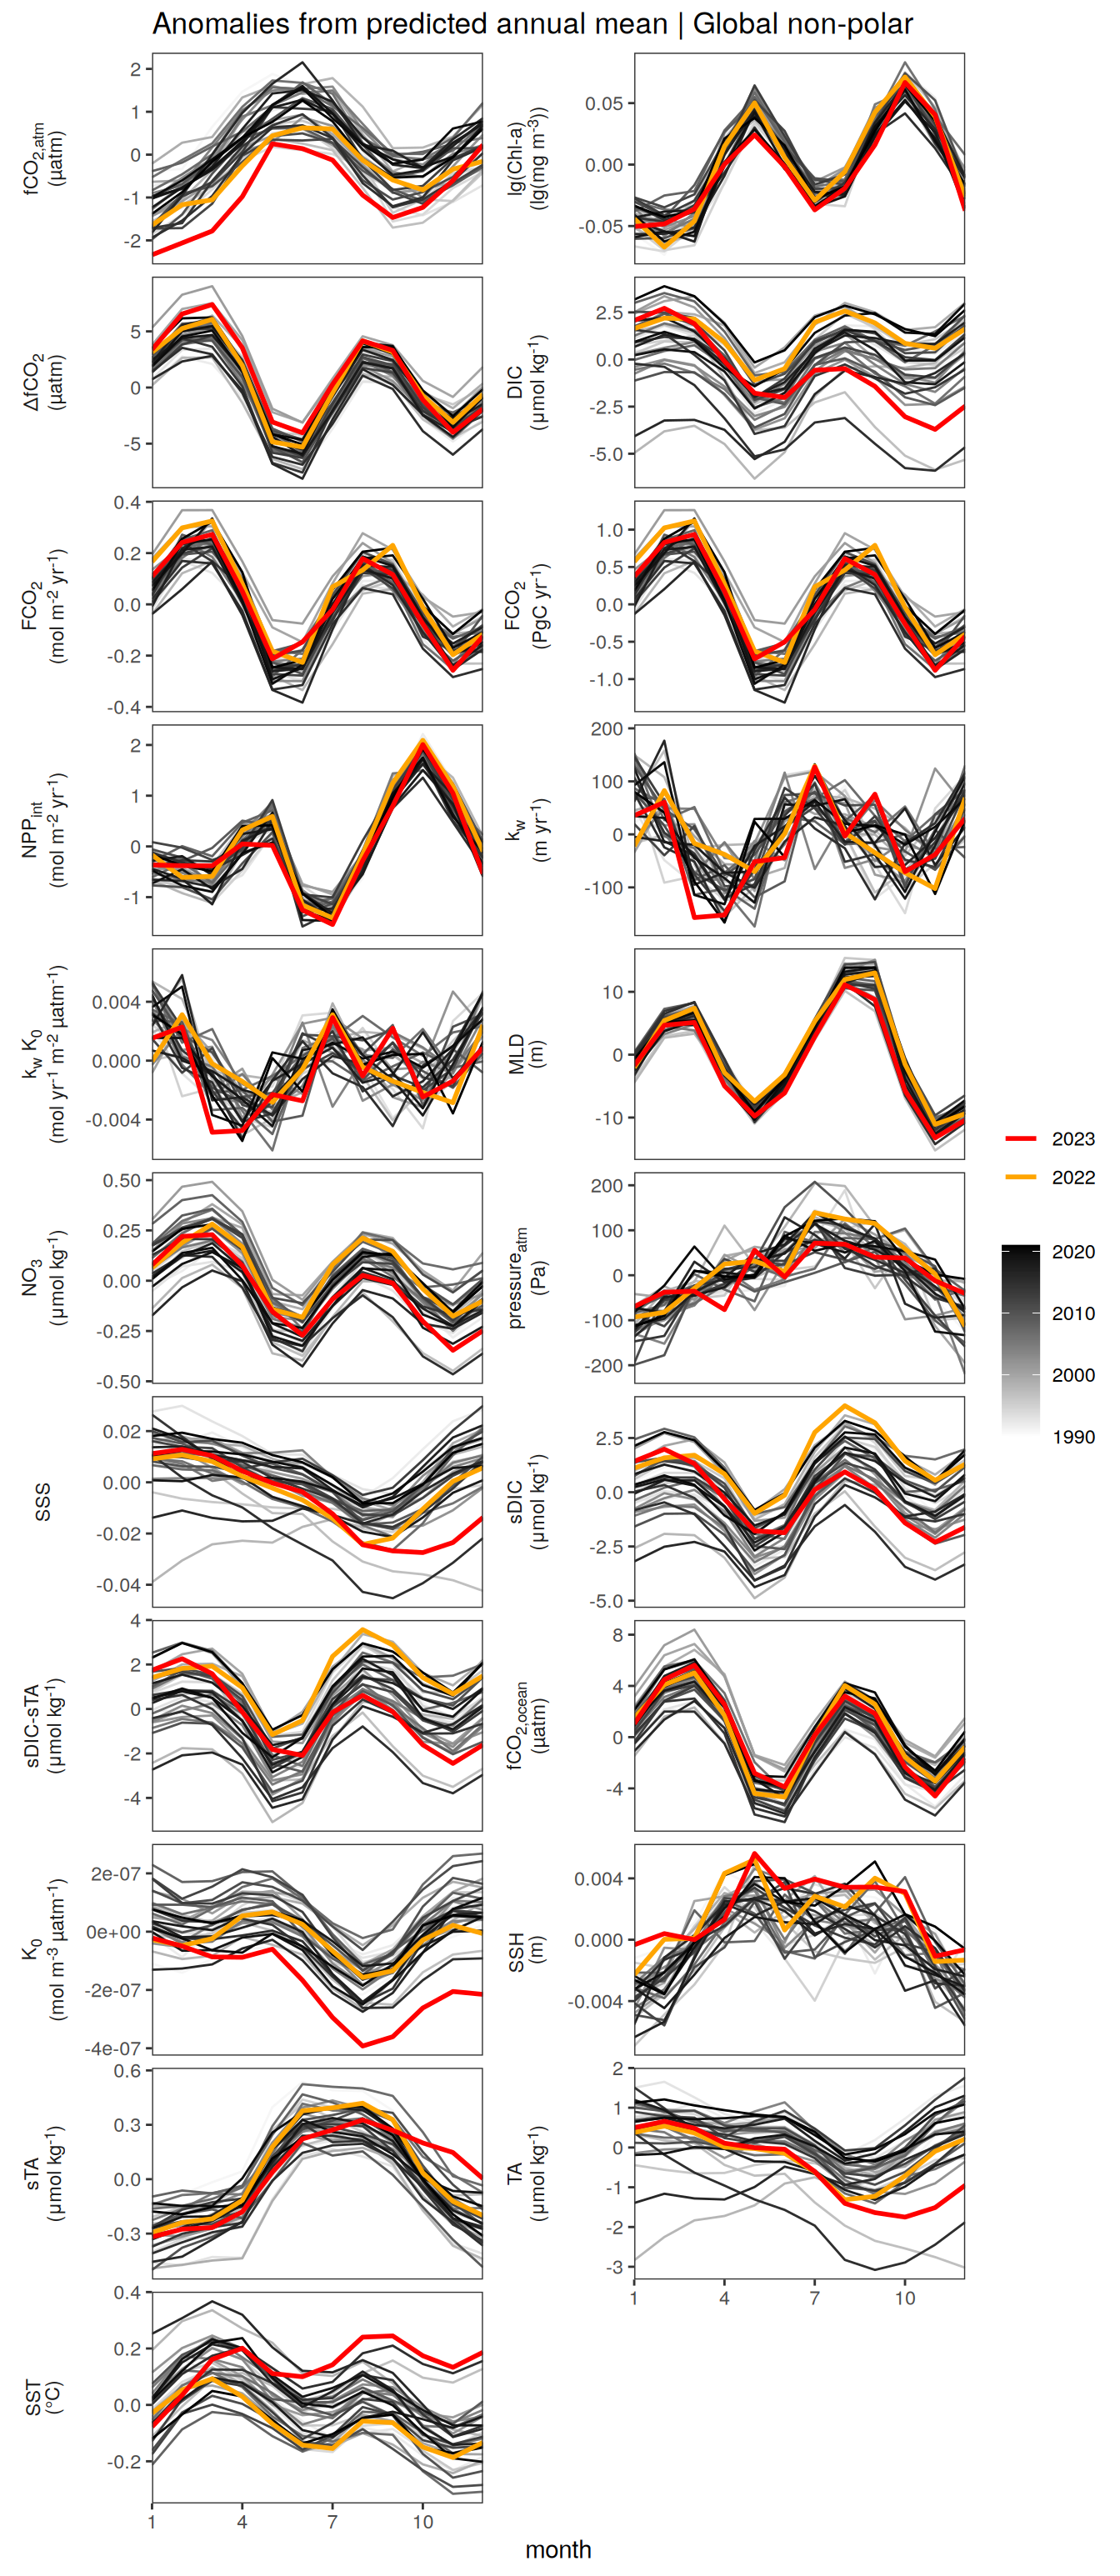 Anomalies from predicted annual mean | Global non-polar
fCO2,atm
(µatm)
2
1
0
-1
-2
lg(Chl-a)
(lg(mg m-3))
0.05
0.00
-0.05
ΔfCO2
(µatm)
5
0
-5
DIC
(µmol kg-1)
2.5
0.0
-2.5
-5.0
FCO2
(mol m-2 yr-1)
0.4
0.2
0.0
-0.2
-0.4
FCO2
(PgC yr-1)
1.0
0.5
0.0
-0.5
-1.0
NPPint
(mol m-2 yr-1)
2
1
0
-1
kw
(m yr-1)
200
100
0
-100
kw K0
(mol yr-1 m-2 µatm-1)
0.004
0.000
-0.004
MLD
(m)
10
0
-10
NO3
(µmol kg-1)
0.50
0.25
0.00
-0.25
-0.50
pressureatm
(Pa)
200
100
0
-100
-200
SSS
0.02
0.00
-0.02
-0.04
sDIC
(µmol kg-1)
2.5
0.0
-2.5
-5.0
sDIC-sTA
(µmol kg-1)
4
2
0
-2
-4
fCO2,ocean
(µatm)
8
4
0
-4
K0
(mol m-3 µatm-1)
2e-07
0e+00
-2e-07
-4e-07
SSH
(m)
0.004
0.000
-0.004
sTA
(µmol kg-1)
0.6
0.3
0.0
-0.3
TA
(µmol kg-1)
2
1
0
-1
-2
-3
1 4 7 10
SST
(°C)
0.4
0.2
0.0
-0.2
1 4 7 10
month
2023
2022
2020
2010
2000
1990